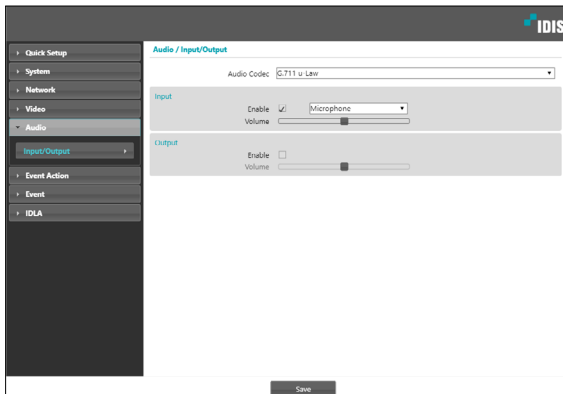 IDIS
Quick Setup
System
Network
Video
Audio
Input/Output
Event Action
Event
IDLA
Audio / Input/Output
Audio Codec G.711 u-Law
Input
Enable Microphone
Volume
Output
Enable
Volume
Save